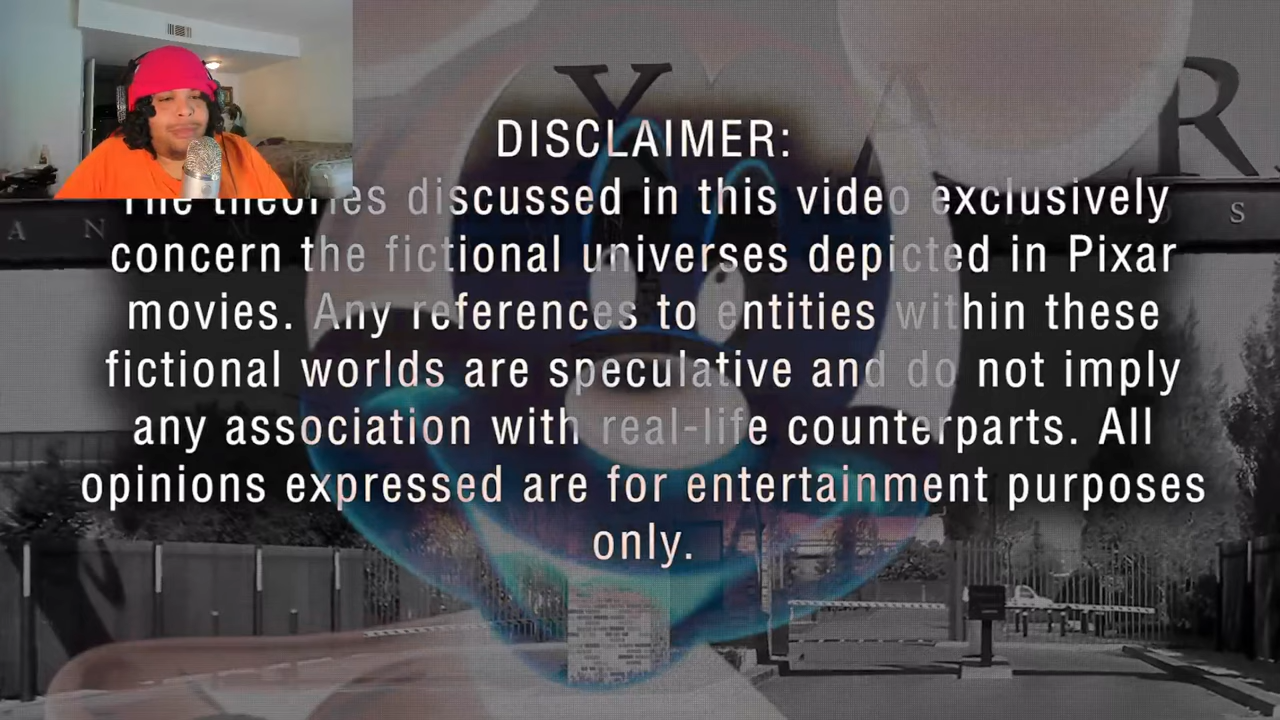 DISCLAIMER:
The theories discussed in this video exclusively
concern the fictional universes depicted in Pixar
movies. Any references to entities within these
fictional worlds are speculative and do not imply
any association with real-life counterparts. All
opinions expressed are for entertainment purposes
only.